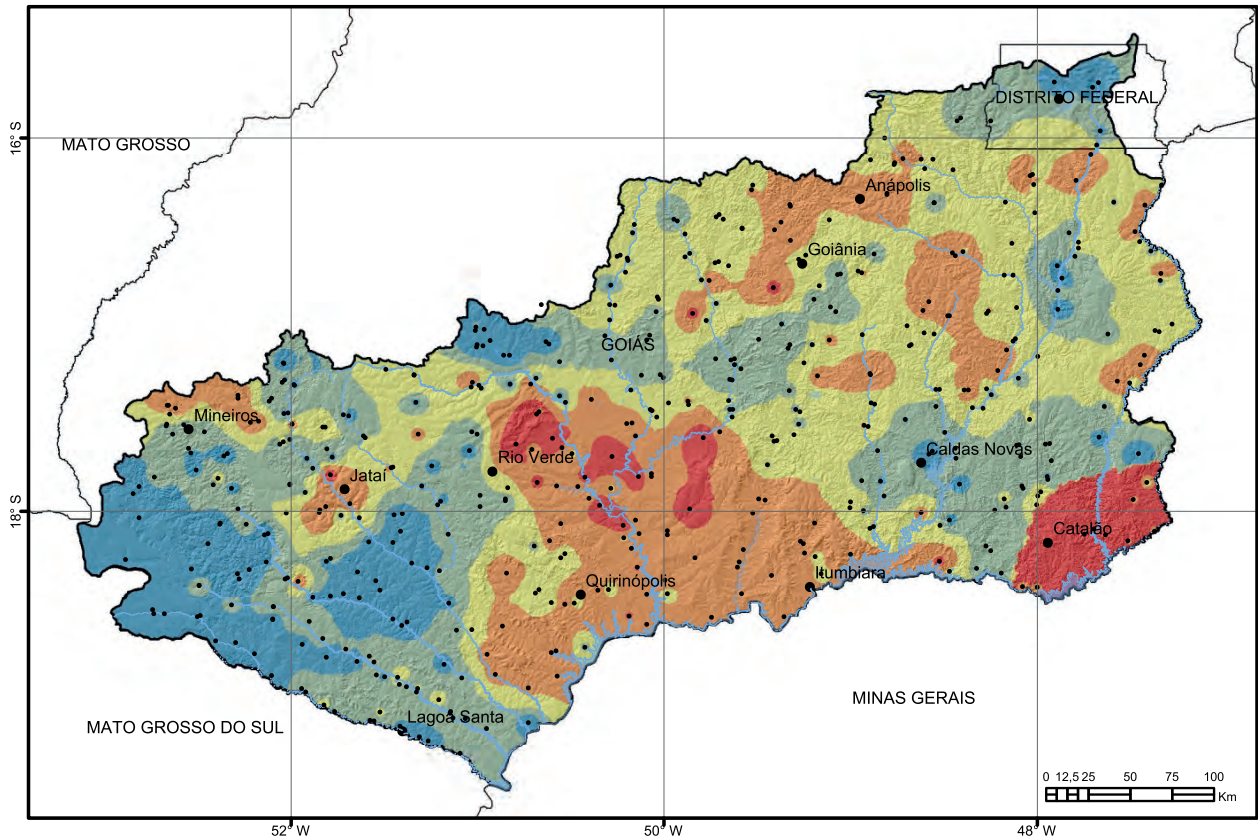 DISTRITO FEDERAL
16° S
MATO GROSSO
Anápolis
Goiânia
GOIÁS
Mineiros
Caldas Novas
Rio Verde
Jataí
18° S
Catalão
Itumbiara
Quirinópolis
MINAS GERAIS
Lagoa Santa
MATO GROSSO DO SUL
0 12,5 25 50 75 100
Km
52° W 50° W 48° W